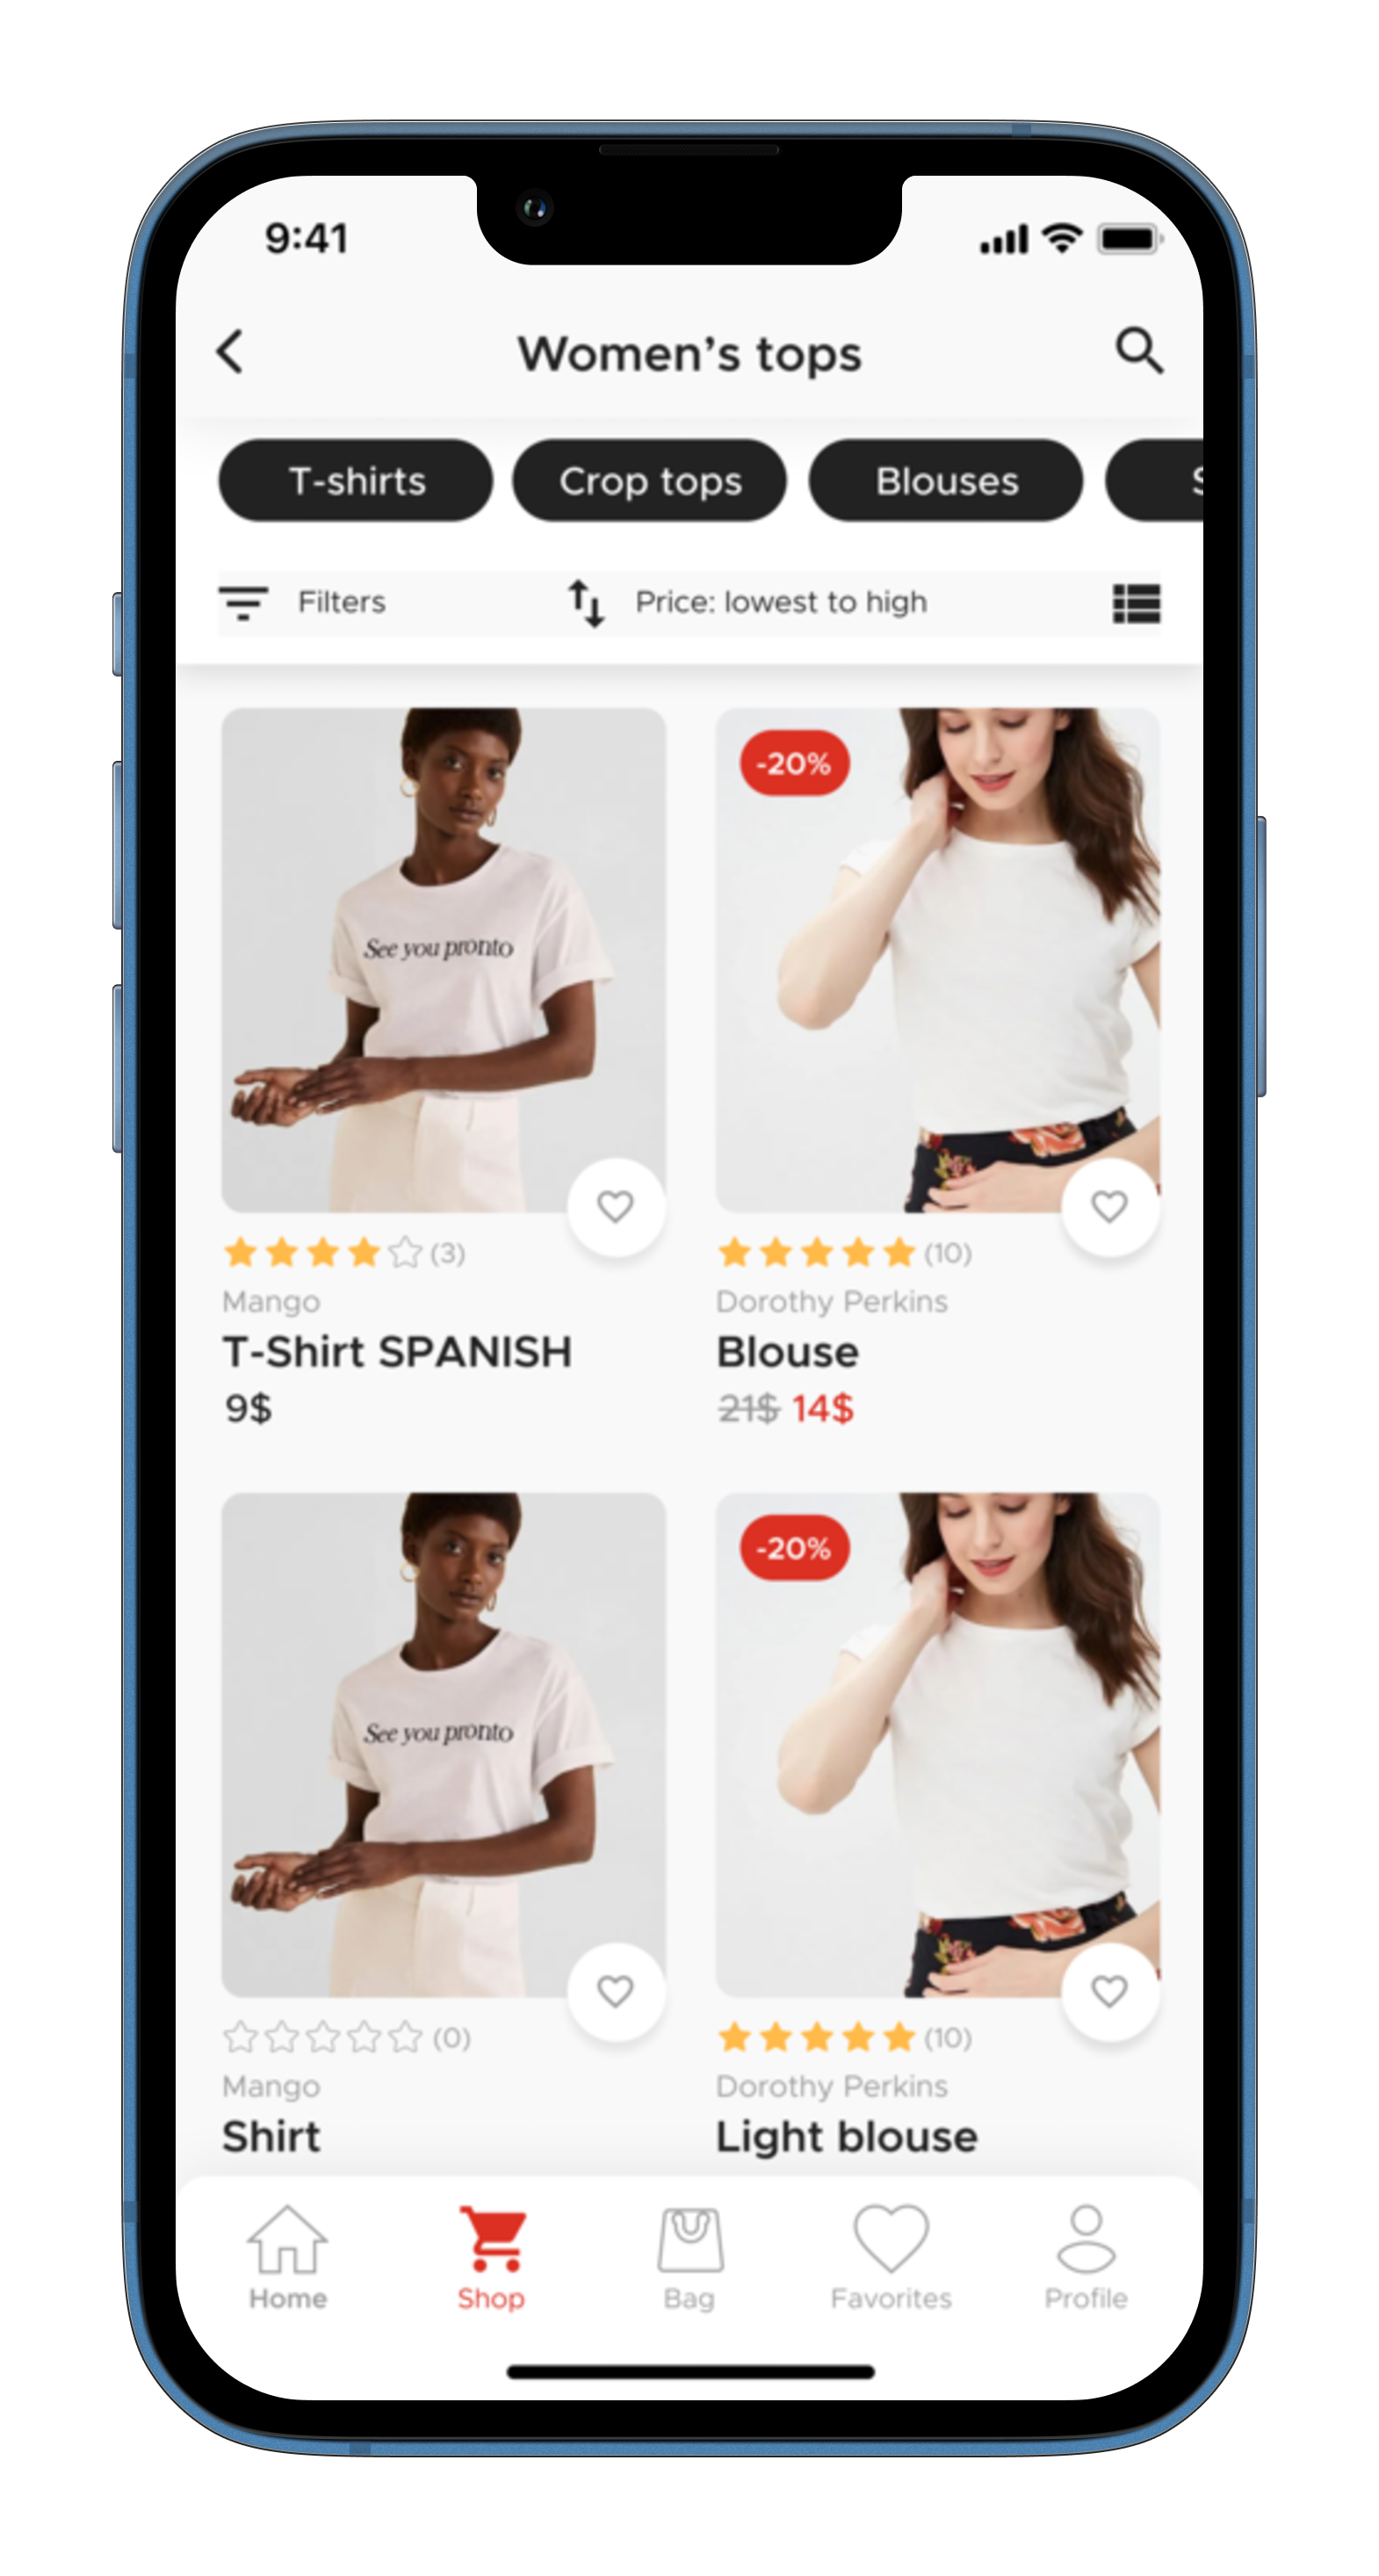 9:41
Women's tops
T-shirts Crop tops Blouses
Filters Price: lowest to high
-20%
See you pronto
(3) (10)
Mango Dorothy Perkins
T-Shirt SPANISH Blouse
9$ 21$ 14$
-20%
See you pronto
(0) (10)
Mango Dorothy Perkins
Shirt Light blouse
Home Shop Bag Favorites Profile